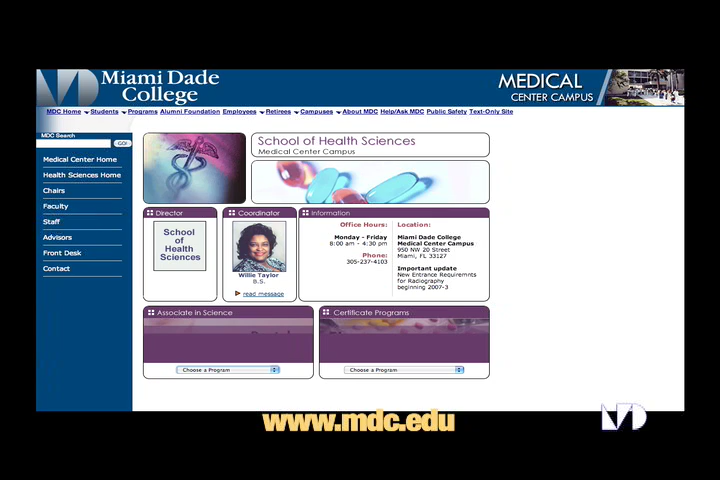 Miami Dade
College
MEDICAL
CENTER CAMPUS
MDC Home Students Programs Alumni Foundation Employees Retirees Campuses About MDC Help/Ask MDC Public Safety Text-Only Site
MDC Search
GO!
Medical Center Home
Health Sciences Home
Chairs
Faculty
Staff
Advisors
Front Desk
Contact
School of Health Sciences
Medical Center Campus
Director
School
of
Health
Sciences
Coordinator
Willie Taylor
B.S.
read message
Information
Office Hours:
Monday - Friday
8:00 am - 4:30 pm
Phone:
305-237-4103
Location:
Miami Dade College
Medical Center Campus
950 NW 20 Street
Miami, FL 33127
Important update
New Entrance Requiremnts
for Radiography
beginning 2007-3
Associate in Science
Choose a Program
Certificate Programs
Choose a Program
www.mdc.edu